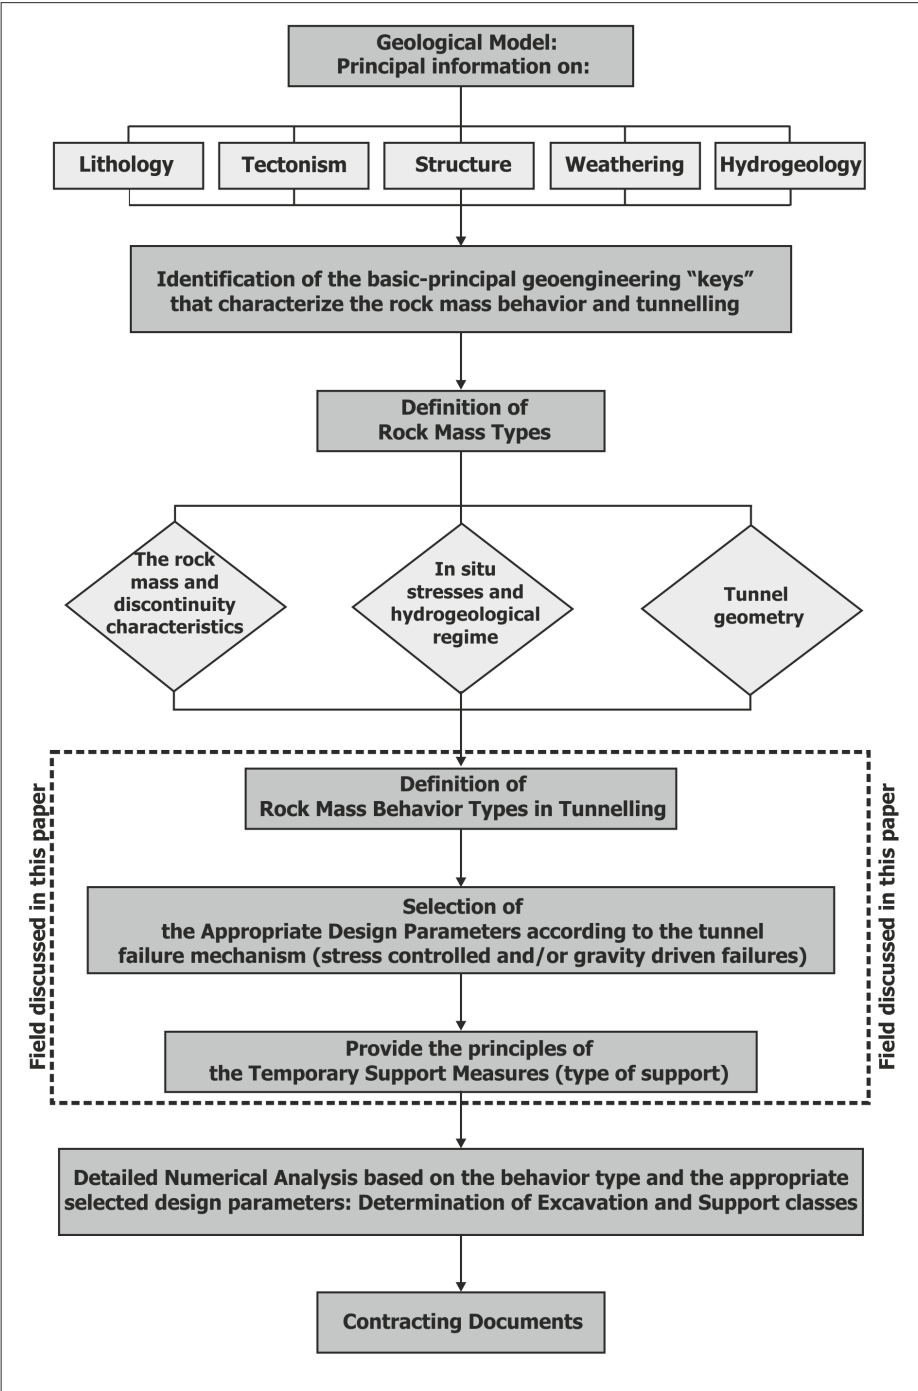 Geological Model:
Principal information on:
Lithology
Tectonism
Structure
Weathering
Hydrogeology
Identification of the basic-principal geoengineering “keys”
that characterize the rock mass behavior and tunnelling
Definition of
Rock Mass Types
The rock
mass and
discontinuity
characteristics
In situ
stresses and
hydrogeological
regime
Tunnel
geometry
Field discussed in this paper
Definition of
Rock Mass Behavior Types in Tunnelling
Selection of
the Appropriate Design Parameters according to the tunnel
failure mechanism (stress controlled and/or gravity driven failures)
Provide the principles of
the Temporary Support Measures (type of support)
Field discussed in this paper
Detailed Numerical Analysis based on the behavior type and the appropriate
selected design parameters: Determination of Excavation and Support classes
Contracting Documents